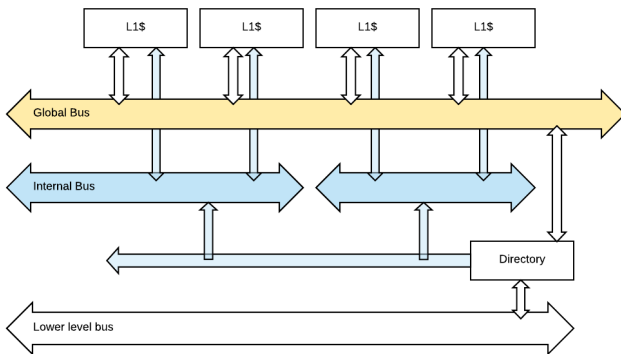 L1$ L1$ L1$ L1$
Global Bus
Internal Bus
Directory
Lower level bus